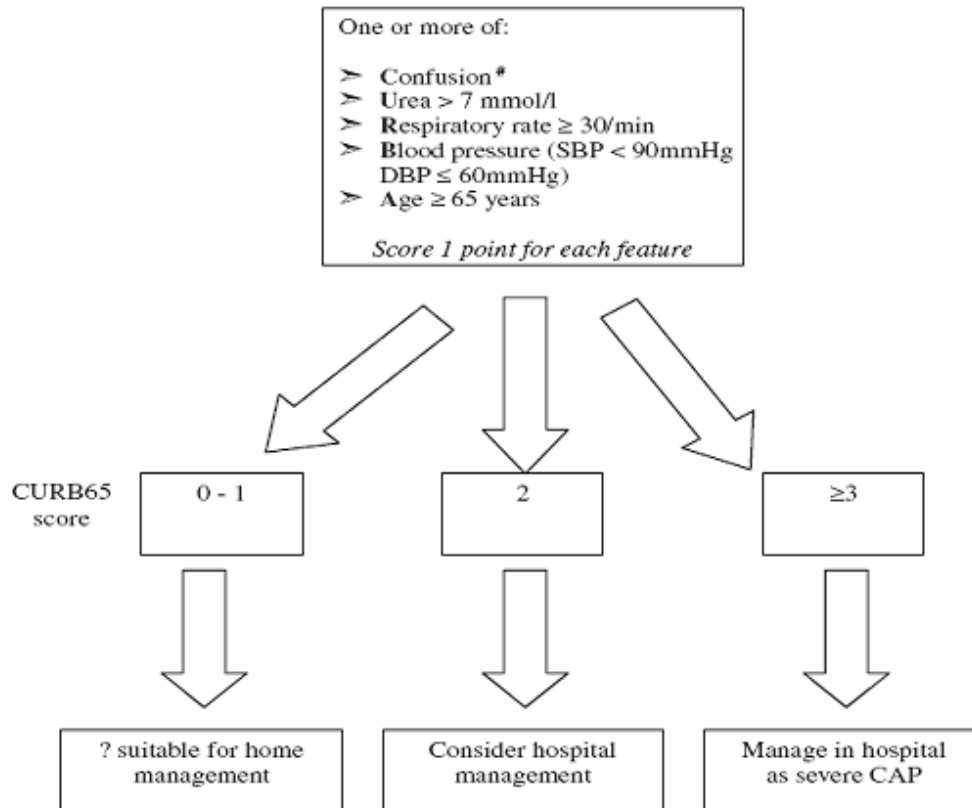 One or more of:
➢ Confusion#
➢ Urea > 7 mmol/l
➢ Respiratory rate ≥ 30/min
➢ Blood pressure (SBP < 90mmHg
DBP ≤ 60mmHg)
➢ Age ≥ 65 years
Score 1 point for each feature
CURB65
score
0 - 1
2
≥3
? suitable for home
management
Consider hospital
management
Manage in hospital
as severe CAP